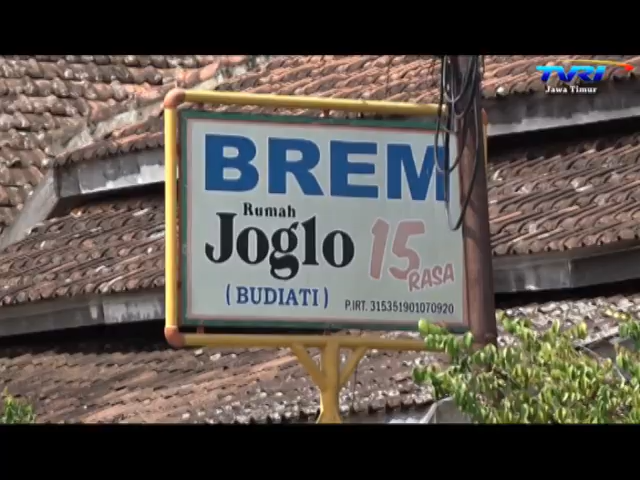 TVRI
Jawa Timur
BREM
Rumah
Joglo 15 RASA
( BUDIATI )
P.IRT. 315351901070920